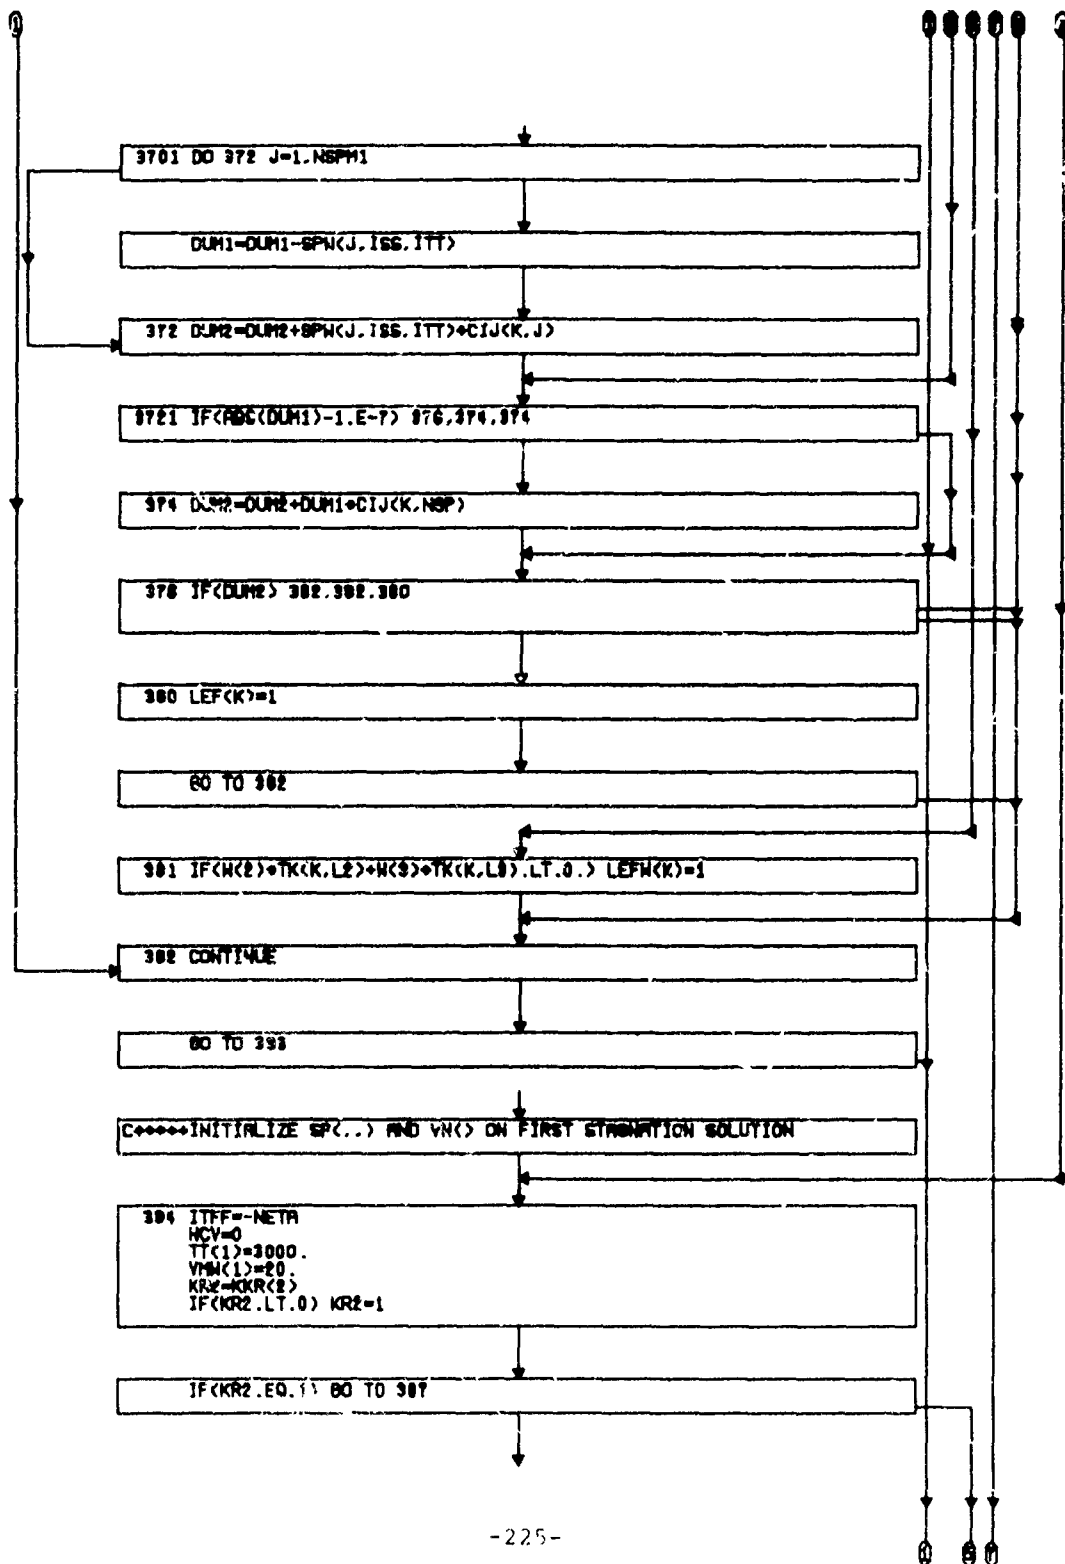 3701 DO 372 J=1,NSPM1
DUM1=DUM1-SPW(J,ISS,ITT)
372 DUM2=DUM2+SPW(J,ISS,ITT)*CIJ(K,J)
3721 IF(ABS(DUM1)-1.E-7) 376,374,374
374 DUM2=DUM2+DUM1*CIJ(K,NSP)
376 IF(DUM2) 382,382,380
380 LEF(K)=1
GO TO 382
381 IF(W(2)*TK(K,L2)+W(3)*TK(K,L3).LT.0.) LEFW(K)=1
382 CONTINUE
GO TO 393
C*****INITIALIZE SP(..) AND VN() ON FIRST STAGNATION SOLUTION
384 ITFF=-NETA
HCV=0
TT(1)=3000.
VMW(1)=20.
KR2=KKR(2)
IF(KR2.LT.0) KR2=1
IF(KR2.EQ.1) GO TO 387
-225-